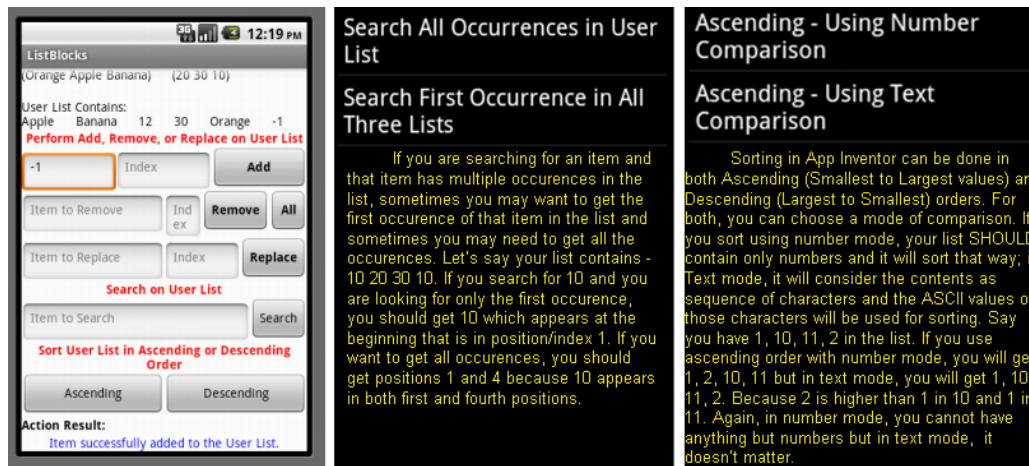 3G
12:19 PM
ListBlocks
(Orange Apple Banana) (20 30 10)
User List Contains:
Apple Banana 12 30 Orange -1
Perform Add, Remove, or Replace on User List
-1 Index Add
Item to Remove Ind
ex Remove All
Item to Replace Index Replace
Search on User List
Item to Search Search
Sort User List in Ascending or Descending
Order
Ascending Descending
Action Result:
Item successfully added to the User List.
Search All Occurrences in User
List
Search First Occurrence in All
Three Lists
If you are searching for an item and
that item has multiple occurences in the
list, sometimes you may want to get the
first occurence of that item in the list and
sometimes you may need to get all the
occurences. Let's say your list contains -
10 20 30 10. If you search for 10 and you
are looking for only the first occurence,
you should get 10 which appears at the
beginning that is in position/index 1. If you
want to get all occurences, you should
get positions 1 and 4 because 10 appears
in both first and fourth positions.
Ascending - Using Number
Comparison
Ascending - Using Text
Comparison
Sorting in App Inventor can be done in
both Ascending (Smallest to Largest values) an
Descending (Largest to Smallest) orders. For
both, you can choose a mode of comparison. If
you sort using number mode, your list SHOULD
contain only numbers and it will sort that way; i
Text mode, it will consider the contents as
sequence of characters and the ASCII values o
those characters will be used for sorting. Say
you have 1, 10, 11, 2 in the list. If you use
ascending order with number mode, you will ge
1, 2, 10, 11 but in text mode, you will get 1, 10
11, 2. Because 2 is higher than 1 in 10 and 1 in
11. Again, in number mode, you cannot have
anything but numbers but in text mode, it
doesn't matter.